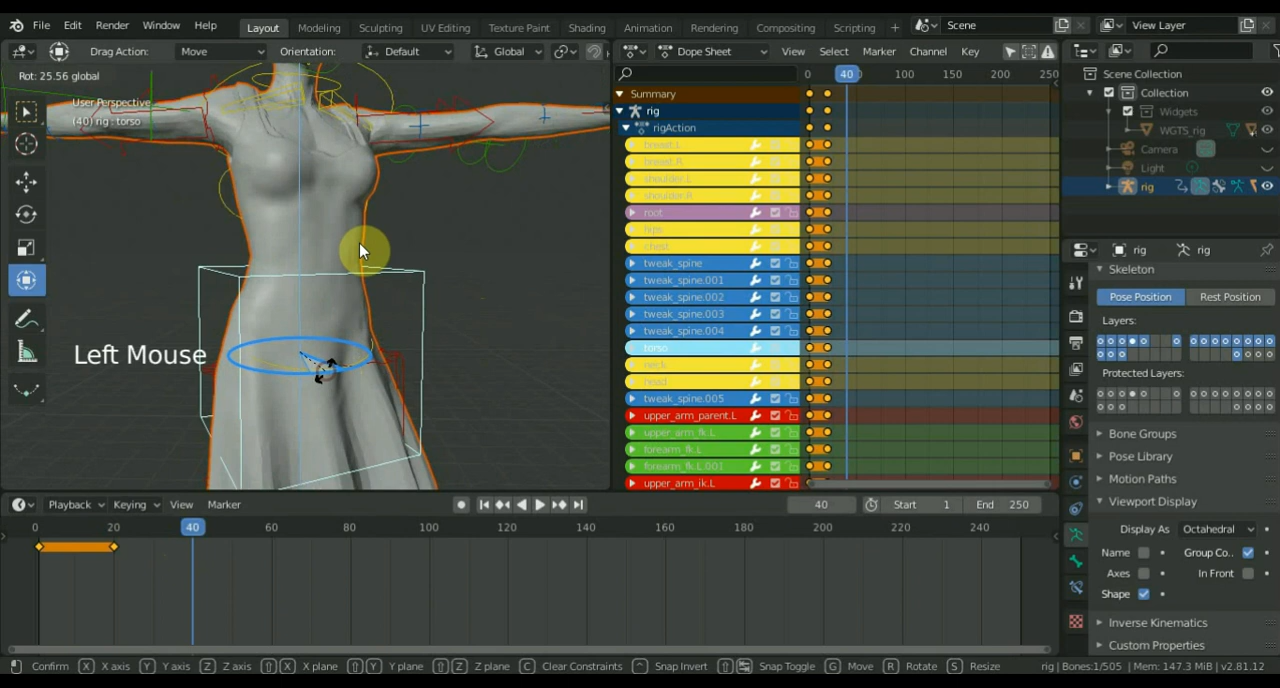 File Edit Render Window Help Layout Modeling Sculpting UV Editing Texture Paint Shading Animation Rendering Compositing Scripting + Scene View Layer
Drag Action: Move Orientation: Default Global
Dope Sheet View Select Marker Channel Key
Rot: 25.56 global
User Perspective
(40) rig : torso
Left Mouse
0 40 100 150 200 250
Summary
rig
rigAction
breast.L
breast.R
shoulder.L
shoulder.R
root
hips
chest
tweak_spine
tweak_spine.001
tweak_spine.002
tweak_spine.003
tweak_spine.004
torso
neck
head
tweak_spine.005
upper_arm_parent.L
upper_arm_fk.L
forearm_fk.L
forearm_fk.L.001
upper_arm_ik.L
Scene Collection
Collection
Widgets
WGTS_rig
Camera
Light
rig
rig rig
Skeleton
Pose Position Rest Position
Layers:
Protected Layers:
Bone Groups
Pose Library
Motion Paths
Viewport Display
Display As Octahedral
Name Group Co..
Axes In Front
Shape
Inverse Kinematics
Custom Properties
Playback Keying View Marker 40 Start 1 End 250
0 20 40 60 80 100 120 140 160 180 200 220 240
Confirm X X axis Y Y axis Z Z axis X X plane Y Y plane Z Z plane C Clear Constraints ^ Snap Invert Snap Toggle G Move R Rotate S Resize rig | Bones:1/505 | Mem: 147.3 MiB | v2.81.12